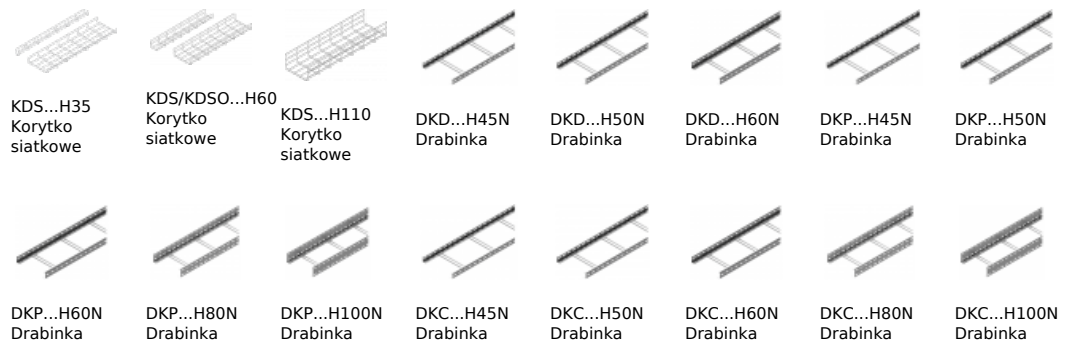 KDS...H35
Korytko
siatkowe
KDS/KDSO...H60
Korytko
siatkowe
KDS...H110
Korytko
siatkowe
DKD...H45N
Drabinka
DKD...H50N
Drabinka
DKD...H60N
Drabinka
DKP...H45N
Drabinka
DKP...H50N
Drabinka
DKP...H60N
Drabinka
DKP...H80N
Drabinka
DKP...H100N
Drabinka
DKC...H45N
Drabinka
DKC...H50N
Drabinka
DKC...H60N
Drabinka
DKC...H80N
Drabinka
DKC...H100N
Drabinka